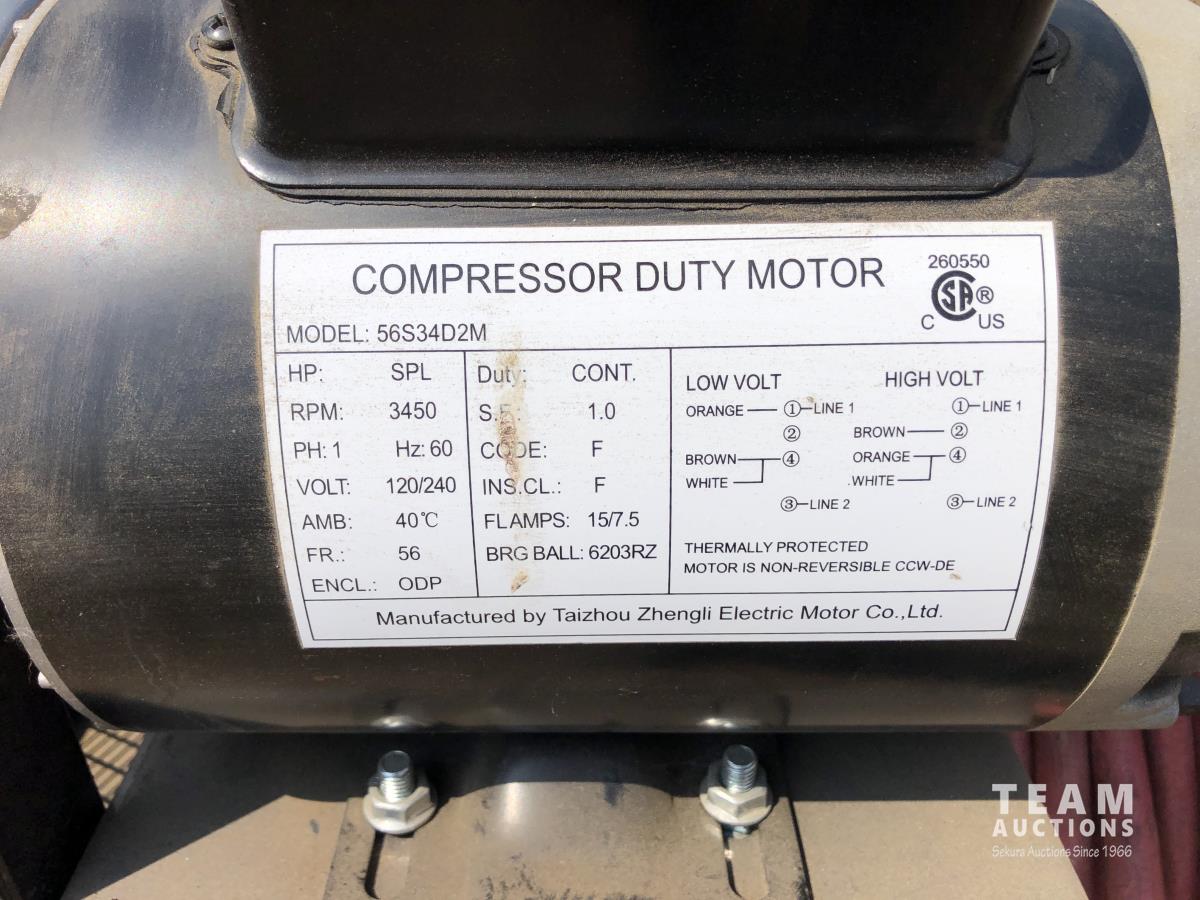 COMPRESSOR DUTY MOTOR
260550
SA ®
C US
MODEL: 56S34D2M
HP: SPL
RPM: 3450
PH: 1 Hz: 60
VOLT: 120/240
AMB: 40℃
FR.: 56
ENCL.: ODP
Duty: CONT.
S.F.: 1.0
CODE: F
INS.CL.: F
FLAMPS: 15/7.5
BRG BALL: 6203RZ
LOW VOLT
ORANGE ① LINE 1
②
BROWN ④
WHITE
③ LINE 2
HIGH VOLT
① LINE 1
BROWN ②
ORANGE ④
WHITE
③ LINE 2
THERMALLY PROTECTED
MOTOR IS NON-REVERSIBLE CCW-DE
Manufactured by Taizhou Zhengli Electric Motor Co.,Ltd.
TEAM
AUCTIONS
Sekura Auctions Since 1966